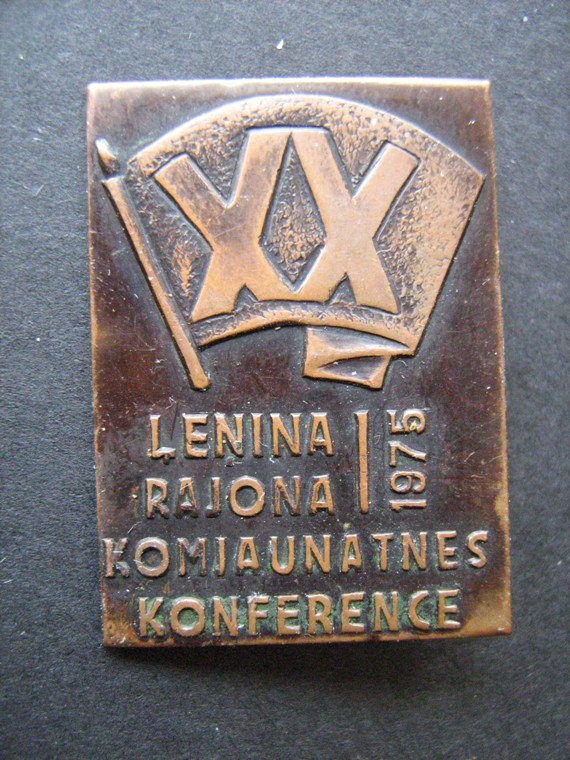 XX
LENINA
RAJONA
1975
KOMJAUNATNES
KONFERENCE